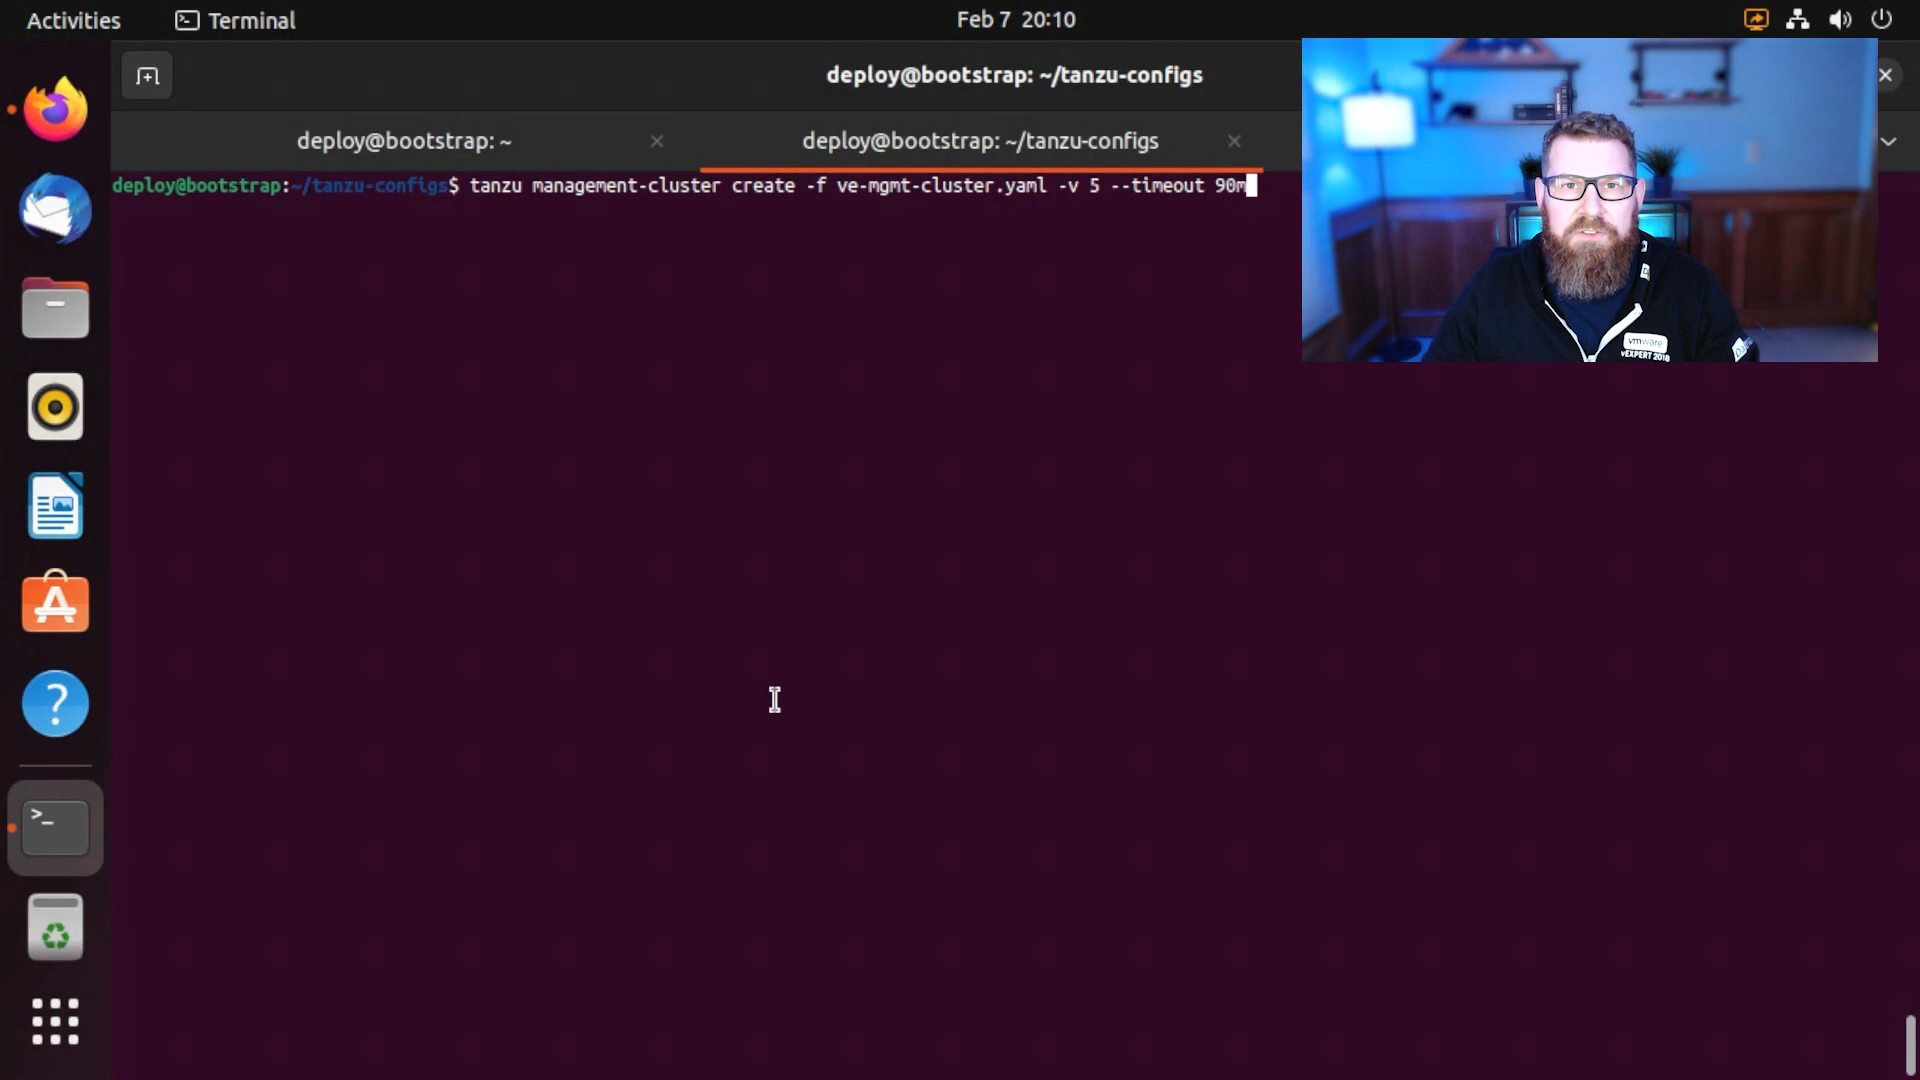 Activities
Terminal
Feb 7 20:10
deploy@bootstrap: ~/tanzu-configs
deploy@bootstrap: ~
deploy@bootstrap: ~/tanzu-configs
deploy@bootstrap:~/tanzu-configs$ tanzu management-cluster create -f ve-mgmt-cluster.yaml -v 5 --timeout 90m
vmware
vEXPERT 2018